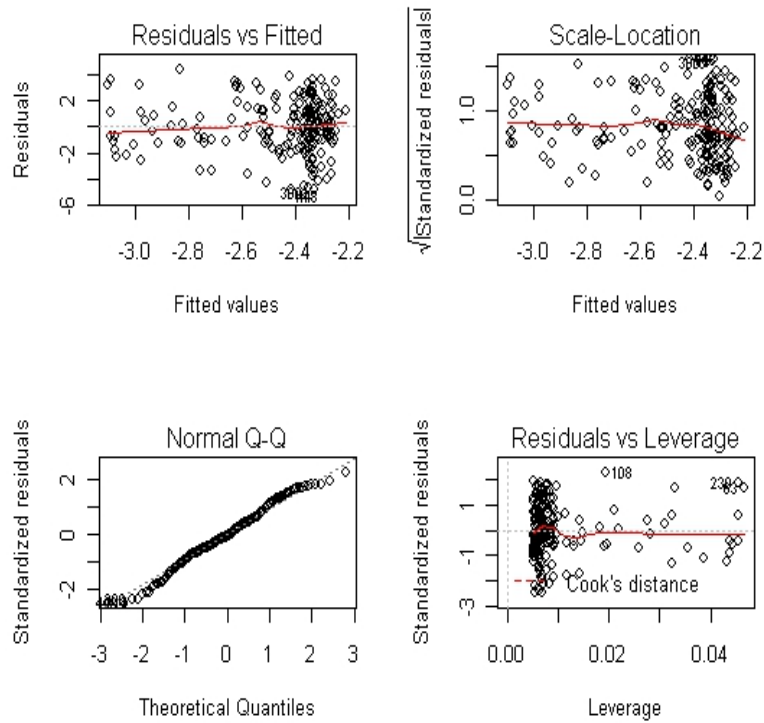 Residuals vs Fitted
Residuals
2
-2
-6
-3.0 -2.8 -2.6 -2.4 -2.2
Fitted values
Scale-Location
√|Standardized residuals|
1.0
0.0
-3.0 -2.8 -2.6 -2.4 -2.2
Fitted values
Normal Q-Q
Standardized residuals
2
0
-2
-3 -2 -1 0 1 2 3
Theoretical Quantiles
Residuals vs Leverage
Standardized residuals
1
-1
-3
108
Cook's distance
0.00 0.02 0.04
Leverage